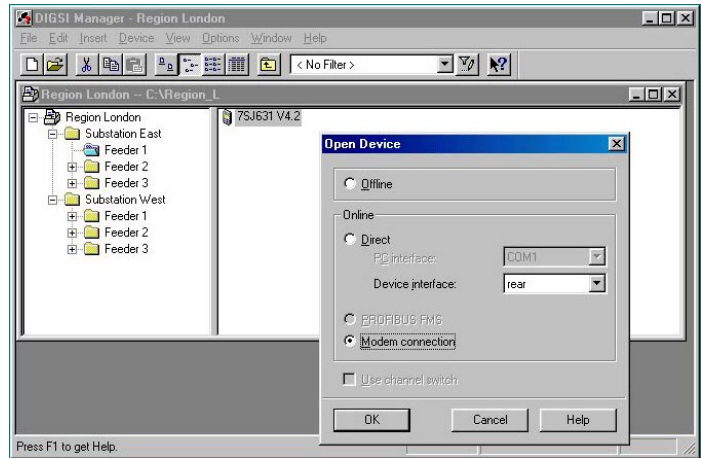 DIGSI Manager - Region London
File Edit Insert Device View Options Window Help
< No Filter >
Region London -- C:\Region_L
Region London
Substation East
Feeder 1
Feeder 2
Feeder 3
Substation West
Feeder 1
Feeder 2
Feeder 3
7SJ631 V4.2
Open Device
Offline
Online
Direct
PC interface: COM1
Device interface: rear
PROFIBUS FMS
Modem connection
Use channel switch
OK Cancel Help
Press F1 to get Help.